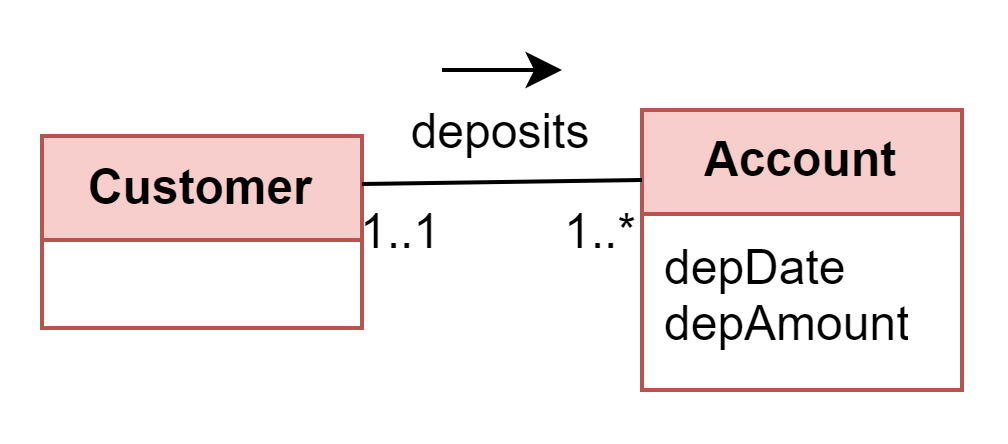 deposits
Customer
Account
1..1
1..*
depDate
depAmount